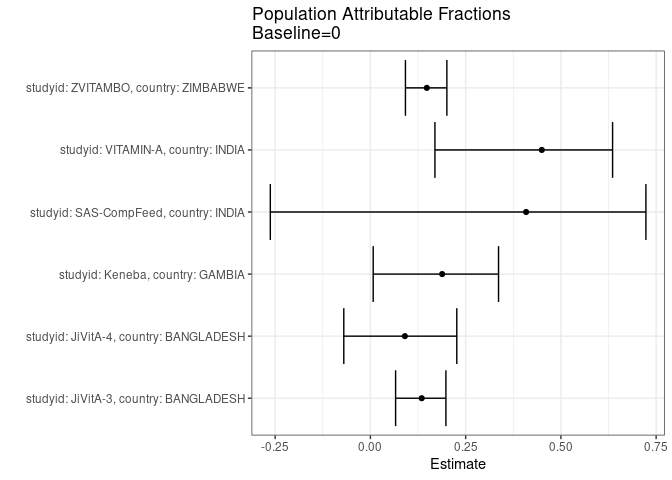 Population Attributable Fractions
Baseline=0
studyid: ZVITAMBO, country: ZIMBABWE
studyid: VITAMIN-A, country: INDIA
studyid: SAS-CompFeed, country: INDIA
studyid: Keneba, country: GAMBIA
studyid: JiVitA-4, country: BANGLADESH
studyid: JiVitA-3, country: BANGLADESH
-0.25 0.00 0.25 0.50 0.75
Estimate